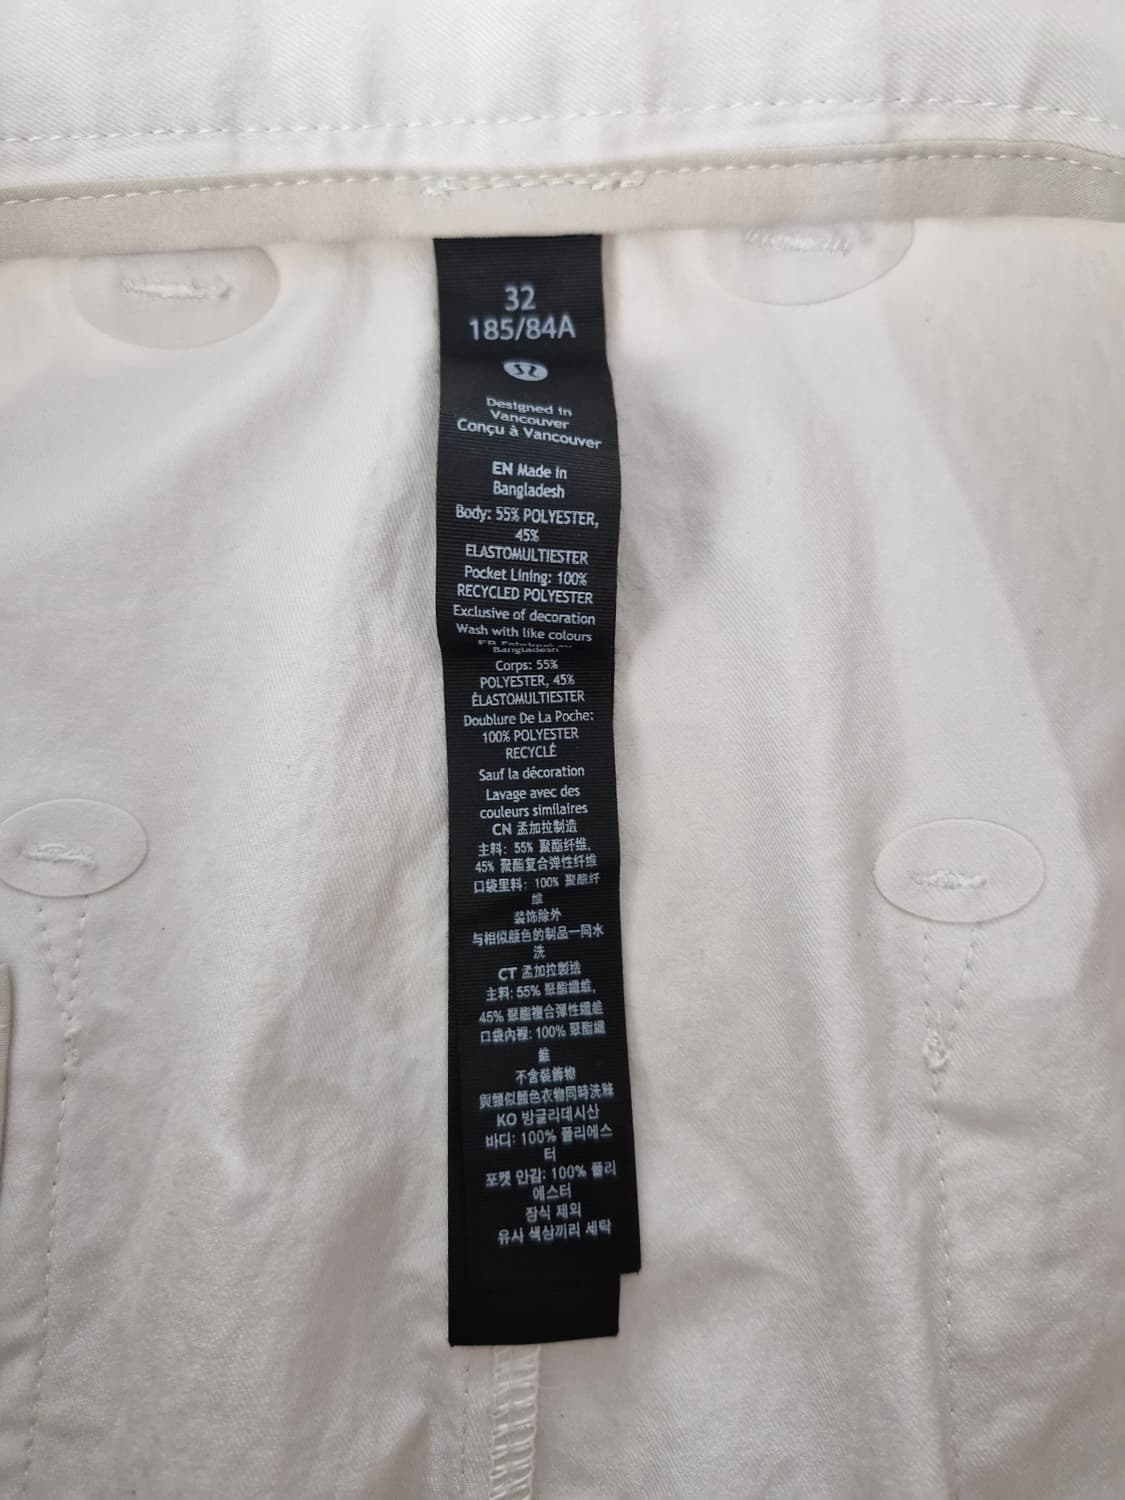 32
185/84A
Designed in
Vancouver
Conçu à Vancouver
EN Made in
Bangladesh
Body: 55% POLYESTER,
45%
ELASTOMULTIESTER
Pocket Lining: 100%
RECYCLED POLYESTER
Exclusive of decoration
Wash with like colours
Bangladesh
Corps: 55%
POLYESTER, 45%
ÉLASTOMULTIESTER
Doublure De La Poche:
100% POLYESTER
RECYCLÉ
Sauf la décoration
Lavage avec des
couleurs similaires
CN 孟加拉制造
主料: 55% 聚酯纤维,
45% 聚酯复合弹性纤维
口袋里料: 100% 聚酯纤
维
装饰除外
与相似颜色的制品一同水
洗
CT 孟加拉製造
主料: 55% 聚酯纖維,
45% 聚酯複合彈性纖維
口袋內裡: 100% 聚酯纖
維
不含裝飾物
與類似顏色衣物同時洗滌
KO 방글라데시산
바디: 100% 폴리에스
터
포켓 안감: 100% 폴리
에스터
장식 제외
유사 색상끼리 세탁